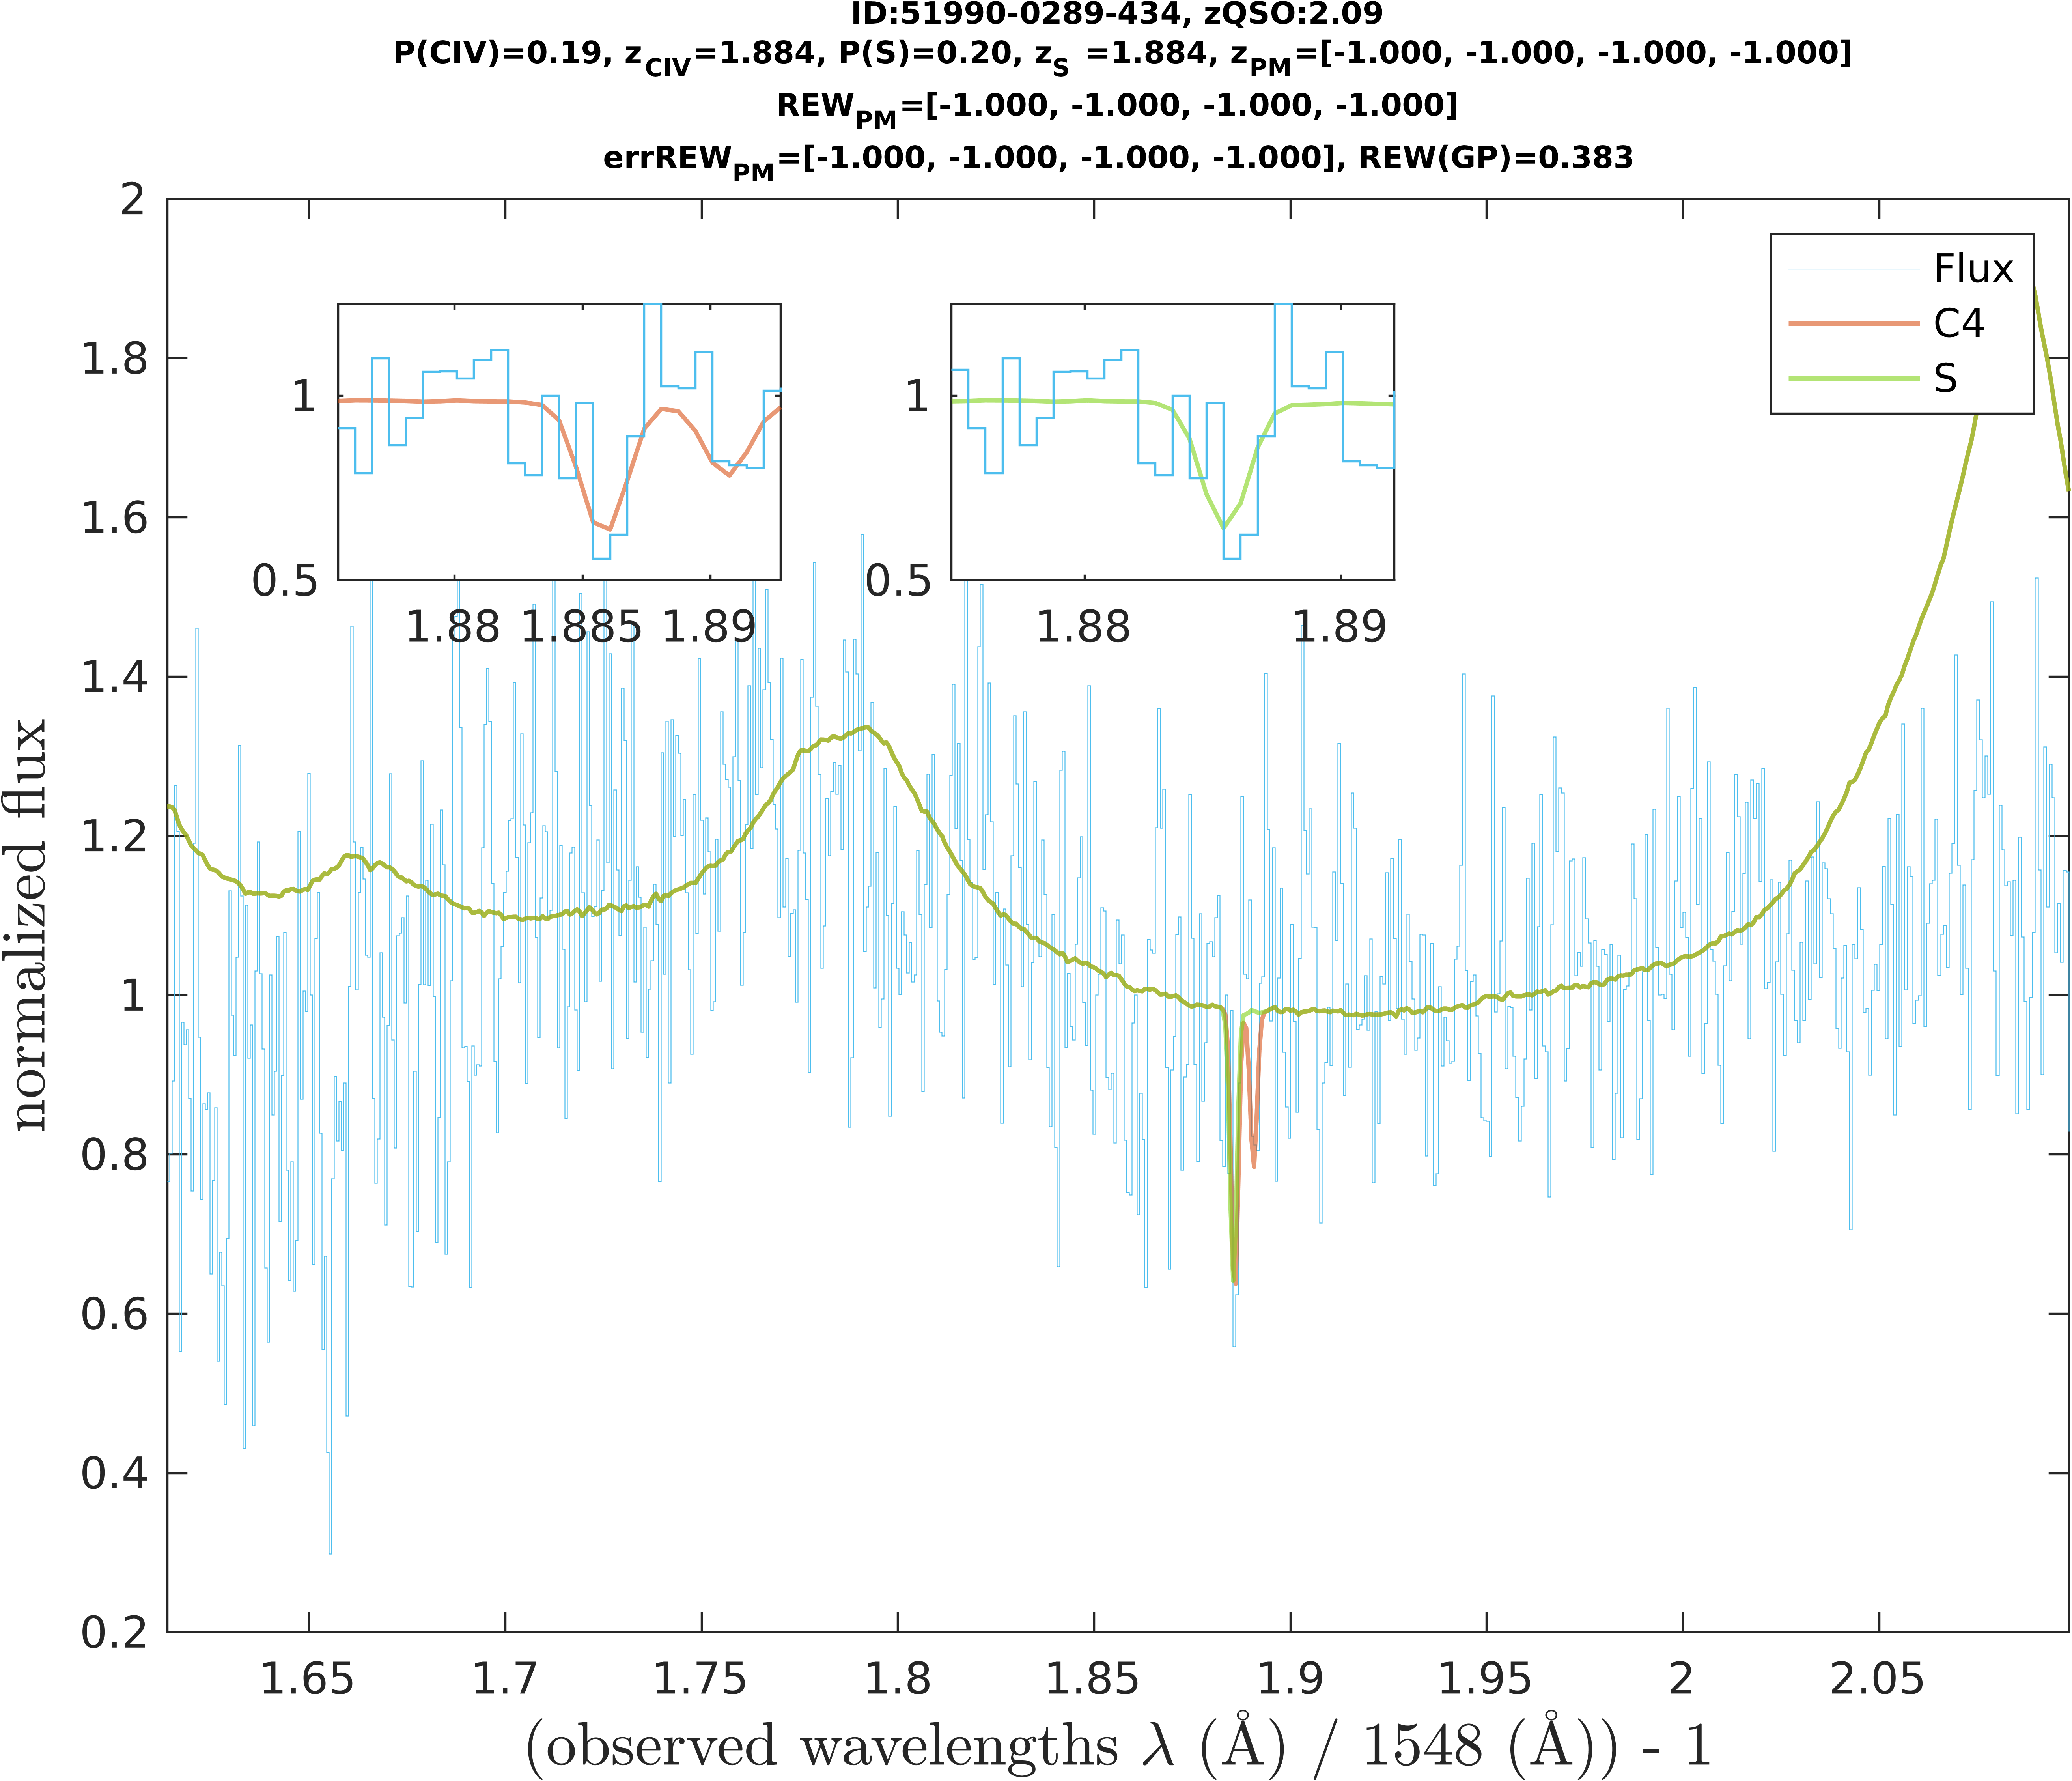 ID:51990-0289-434, zQSO:2.09
P(CIV)=0.19, zCIV=1.884, P(S)=0.20, zS =1.884, zPM=[-1.000, -1.000, -1.000, -1.000]
REWPM=[-1.000, -1.000, -1.000, -1.000]
errREWPM=[-1.000, -1.000, -1.000, -1.000], REW(GP)=0.383
2
1.8
1.6
1.4
1.2
1
0.8
0.6
0.4
0.2
normalized flux
1
0.5
1.88 1.885 1.89
1
0.5
1.88 1.89
Flux
C4
S
1.65 1.7 1.75 1.8 1.85 1.9 1.95 2 2.05
(observed wavelengths λ (Å) / 1548 (Å)) - 1